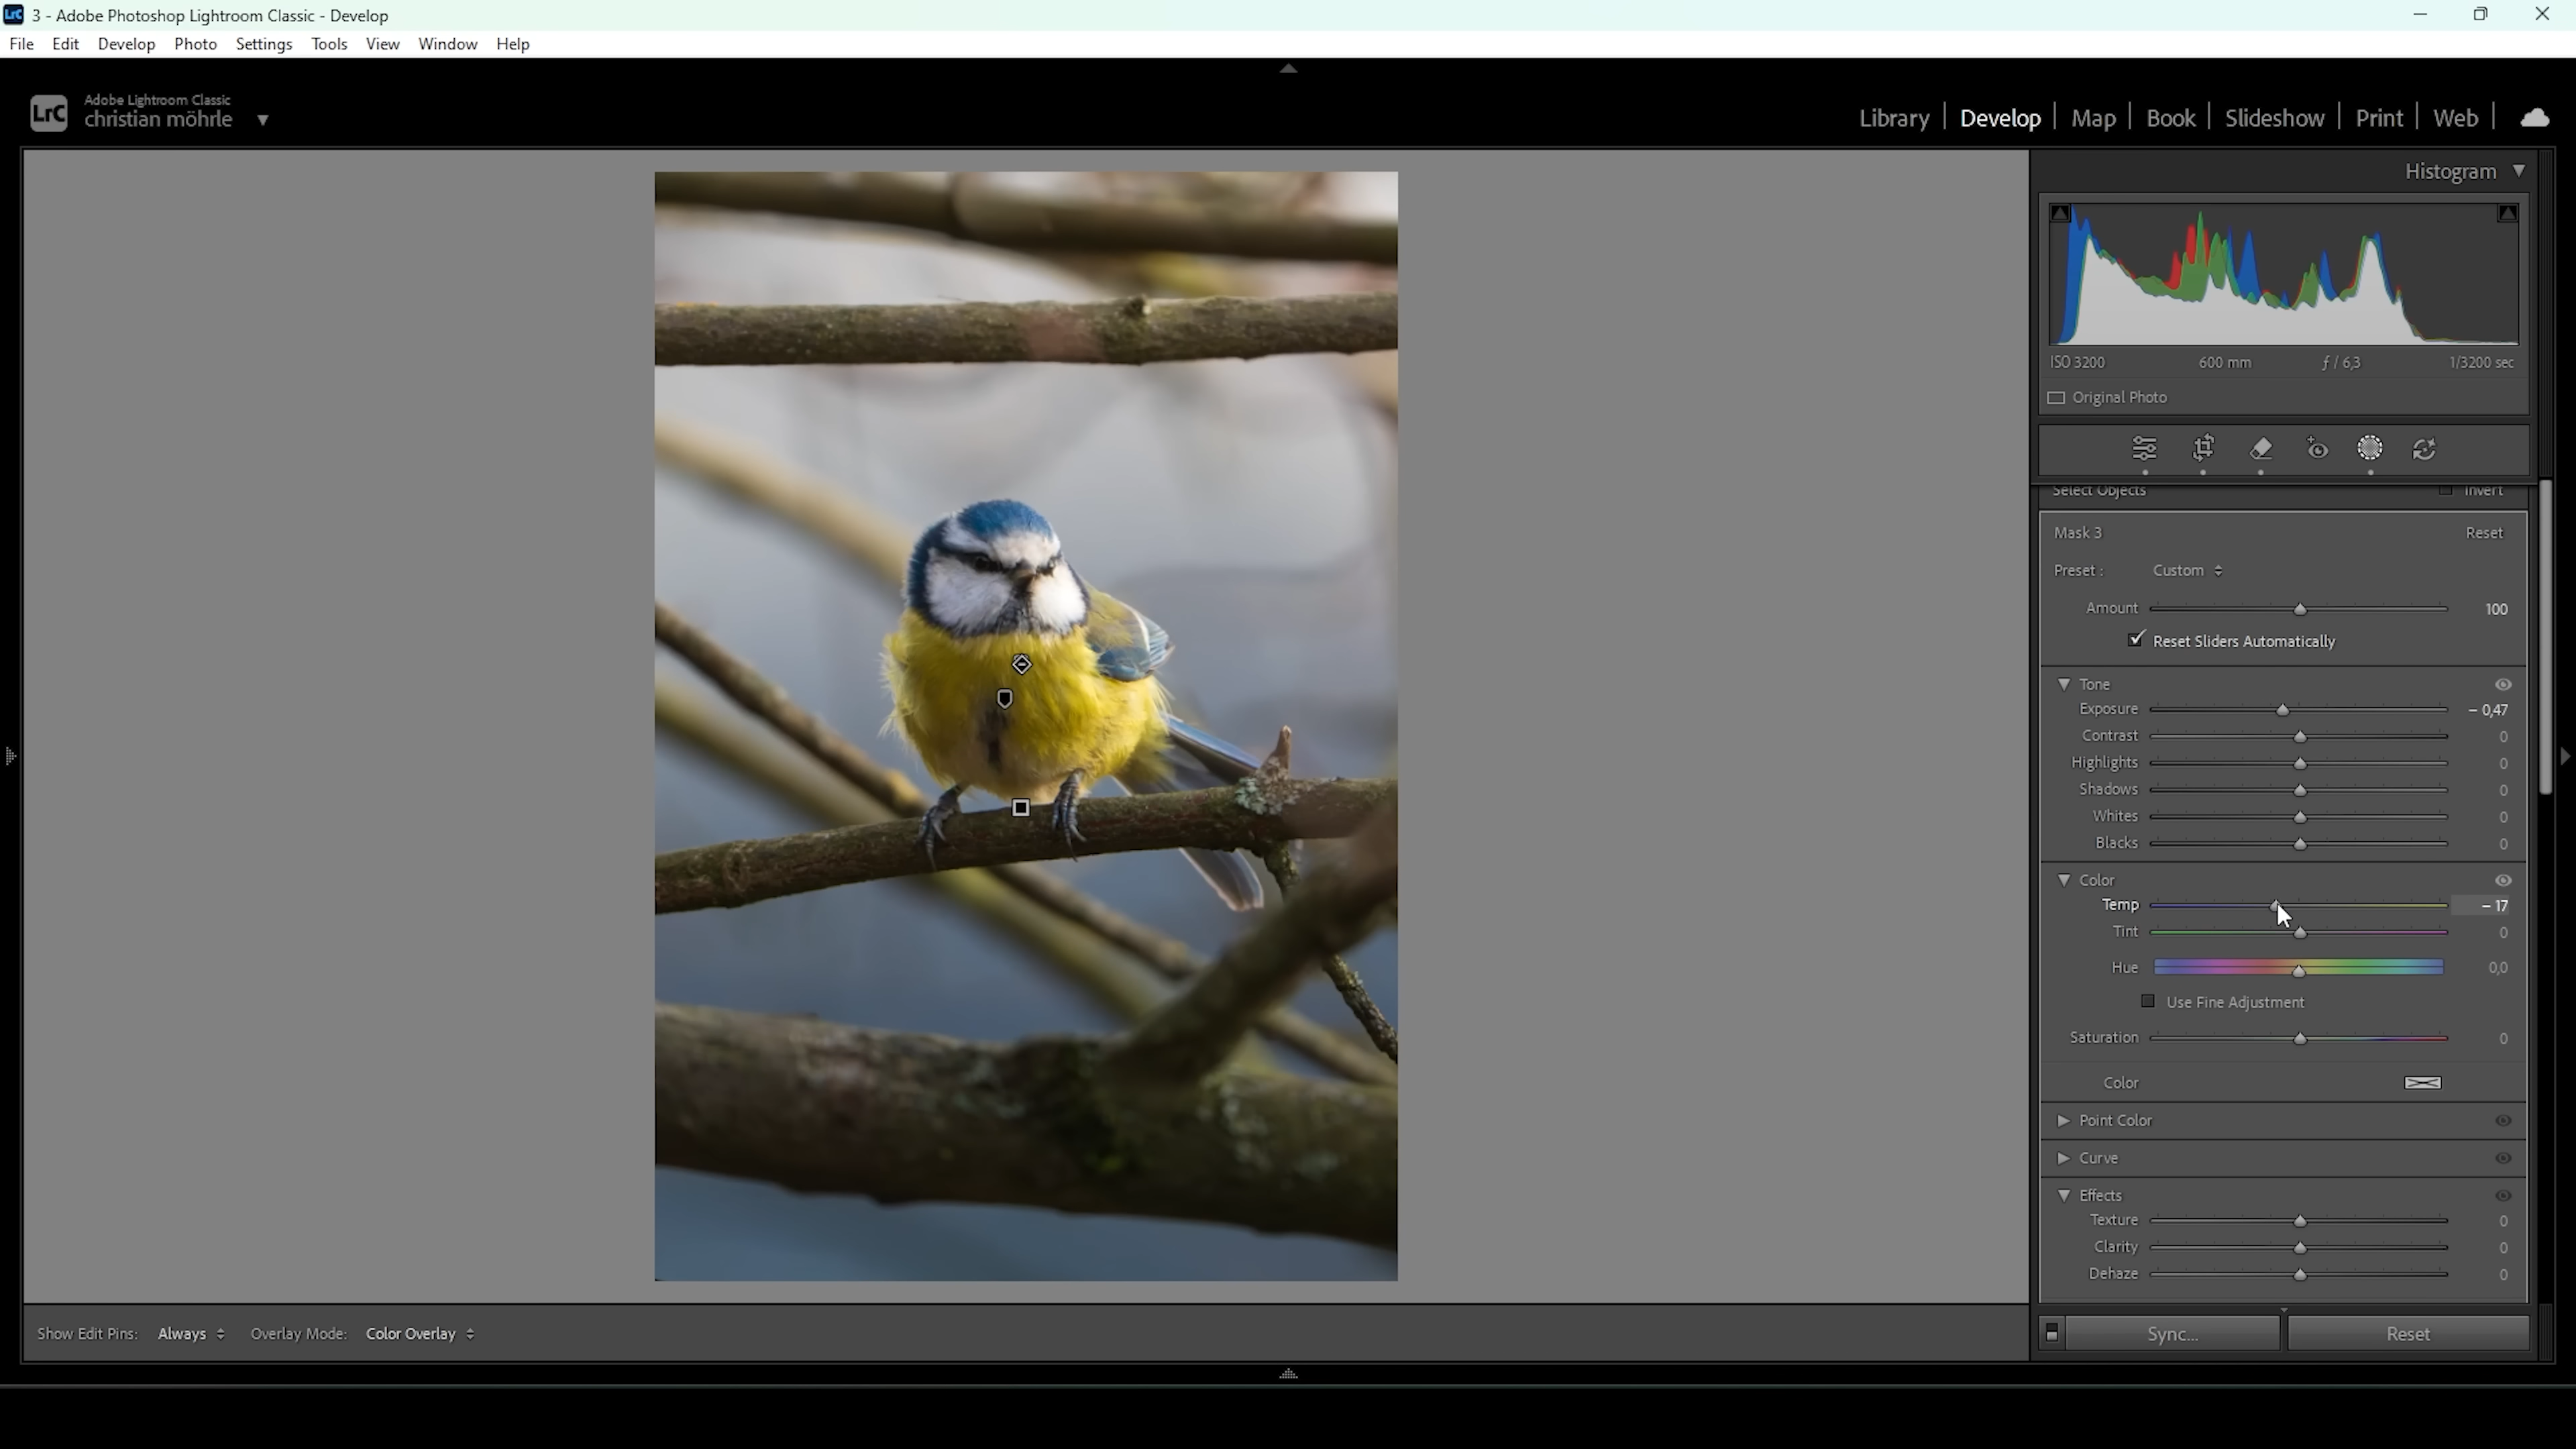 LrC 3 - Adobe Photoshop Lightroom Classic - Develop
File Edit Develop Photo Settings Tools View Window Help
LrC Adobe Lightroom Classic
christian möhrle
Library | Develop | Map | Book | Slideshow | Print | Web |
Histogram
ISO 3200 600 mm ƒ / 6,3 1/3200 sec
Original Photo
Select Objects Invert
Mask 3 Reset
Preset : Custom
Amount 100
Reset Sliders Automatically
Tone
Exposure – 0,47
Contrast 0
Highlights 0
Shadows 0
Whites 0
Blacks 0
Color
Temp – 17
Tint 0
Hue 0,0
Use Fine Adjustment
Saturation 0
Color
Point Color
Curve
Effects
Texture 0
Clarity 0
Dehaze 0
Show Edit Pins: Always Overlay Mode: Color Overlay
Sync... Reset